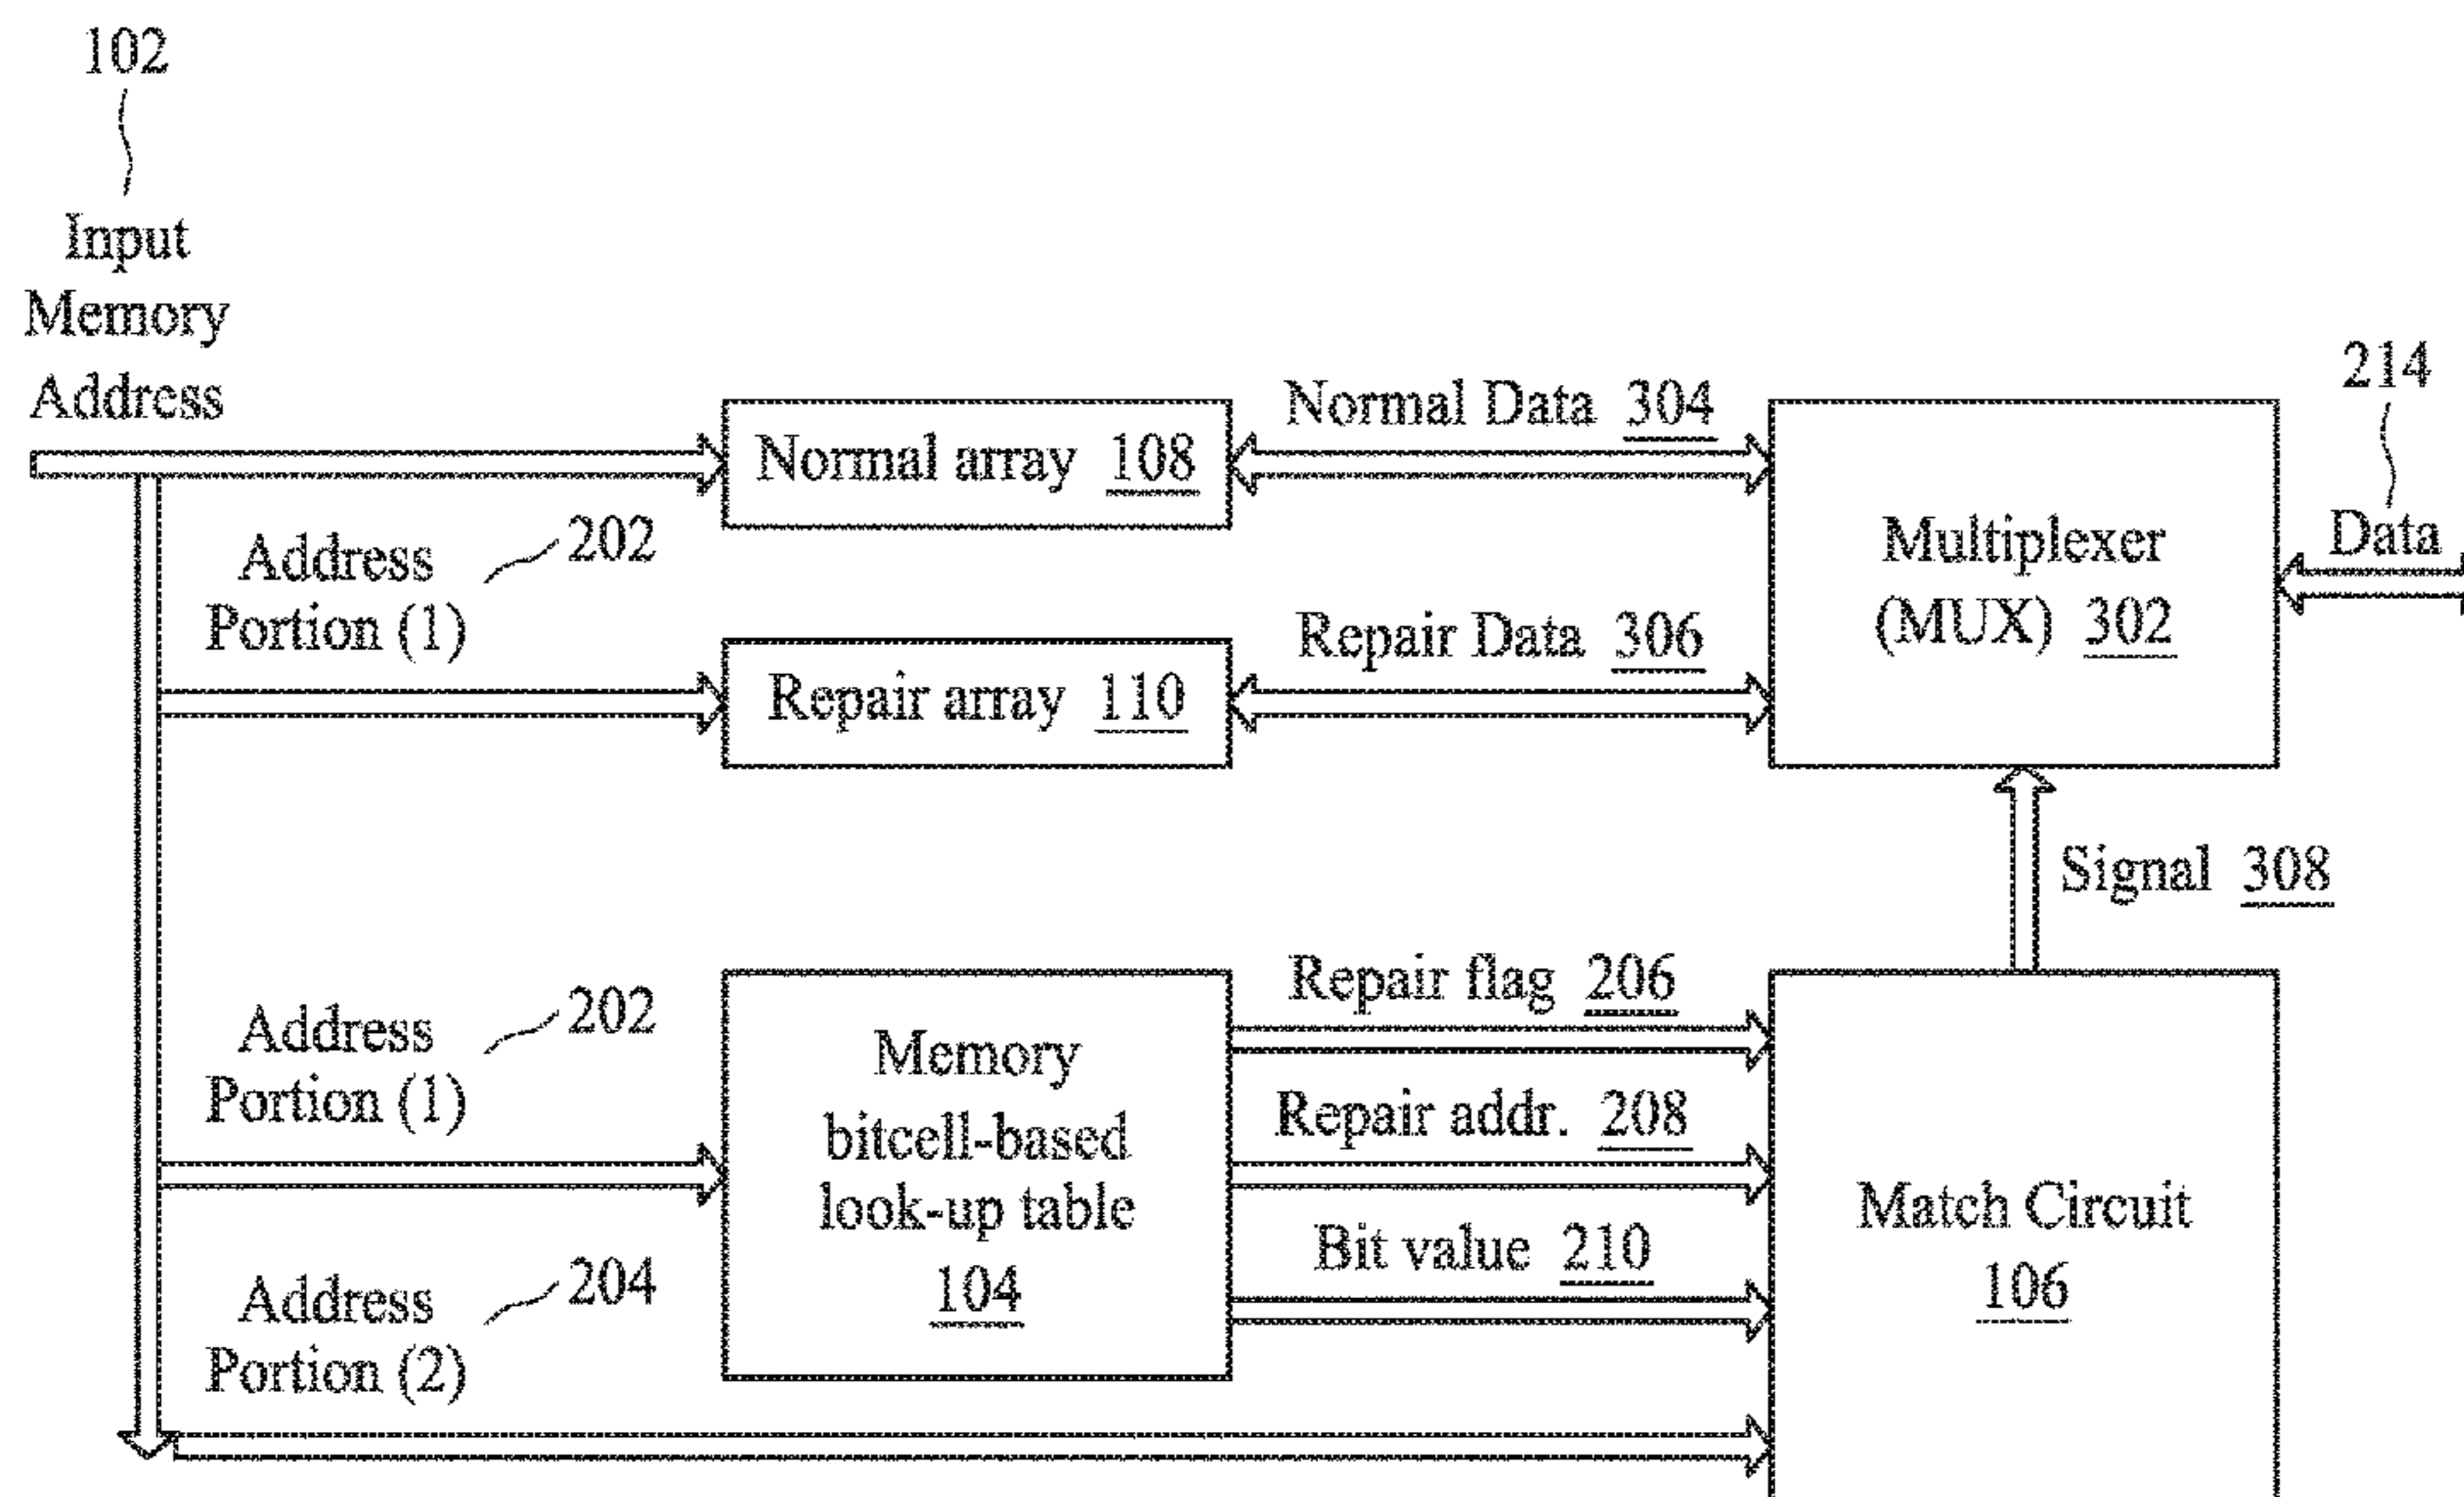 102
Input
Memory
Address
Normal array 108
Normal Data 304
Multiplexer
(MUX) 302
214
Data
Address
Portion (1)
202
Repair array 110
Repair Data 306
Signal 308
Address
Portion (1)
202
Memory
bitcell-based
look-up table
104
Repair flag 206
Repair addr. 208
Bit value 210
Match Circuit
106
Address
Portion (2)
204